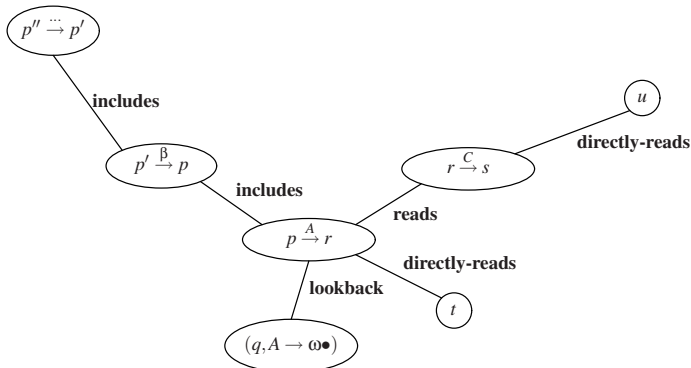 p″ ...→ p′
includes
u
directly-reads
p′ β→ p
r C→ s
includes
reads
p A→ r
directly-reads
lookback
t
(q, A → ω•)